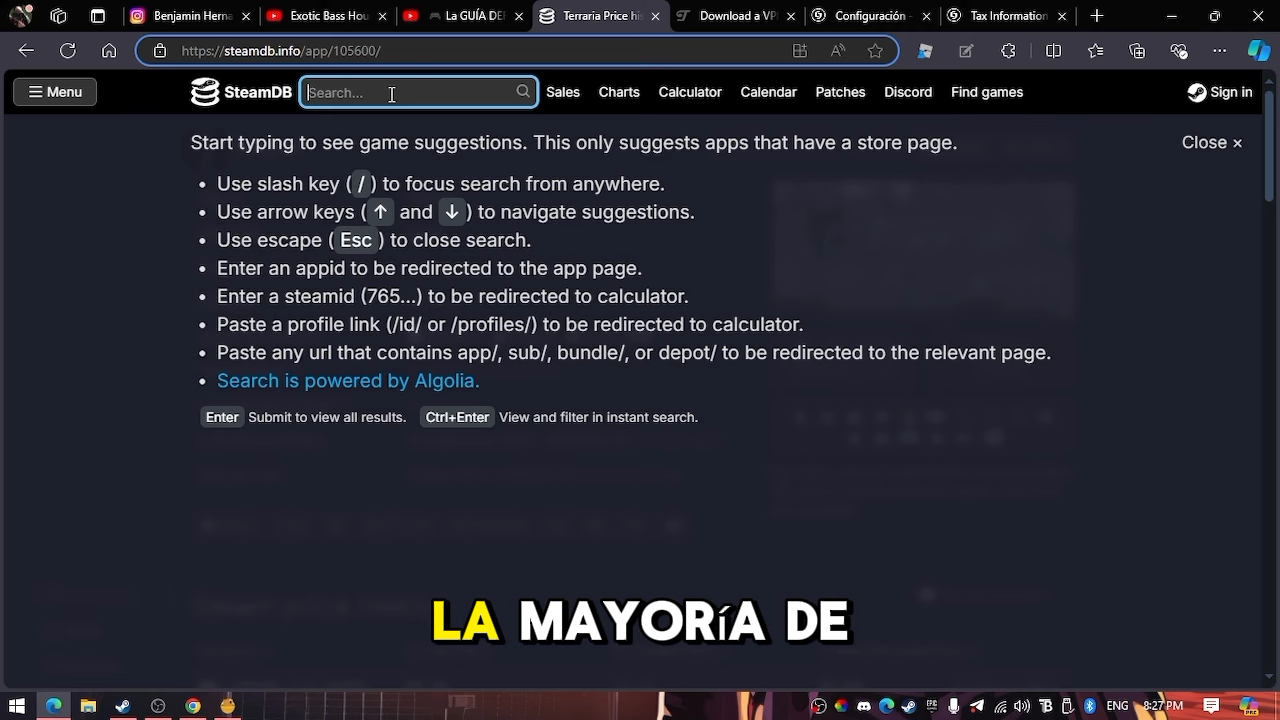 Benjamin Herna
Exotic Bass Hou
La GUÍA DEF
Terraria Price his
Download a VPN
Configuración -
Tax Information
https://steamdb.info/app/105600/
Menu
SteamDB
Search...
Sales
Charts
Calculator
Calendar
Patches
Discord
Find games
Sign in
Start typing to see game suggestions. This only suggests apps that have a store page.
Close ×
• Use slash key ( / ) to focus search from anywhere.
• Use arrow keys ( ↑ and ↓ ) to navigate suggestions.
• Use escape ( Esc ) to close search.
• Enter an appid to be redirected to the app page.
• Enter a steamid (765...) to be redirected to calculator.
• Paste a profile link (/id/ or /profiles/) to be redirected to calculator.
• Paste any url that contains app/, sub/, bundle/, or depot/ to be redirected to the relevant page.
• Search is powered by Algolia.
Enter Submit to view all results. Ctrl+Enter View and filter in instant search.
LA MAYORÍA DE
ENG
8:27 PM